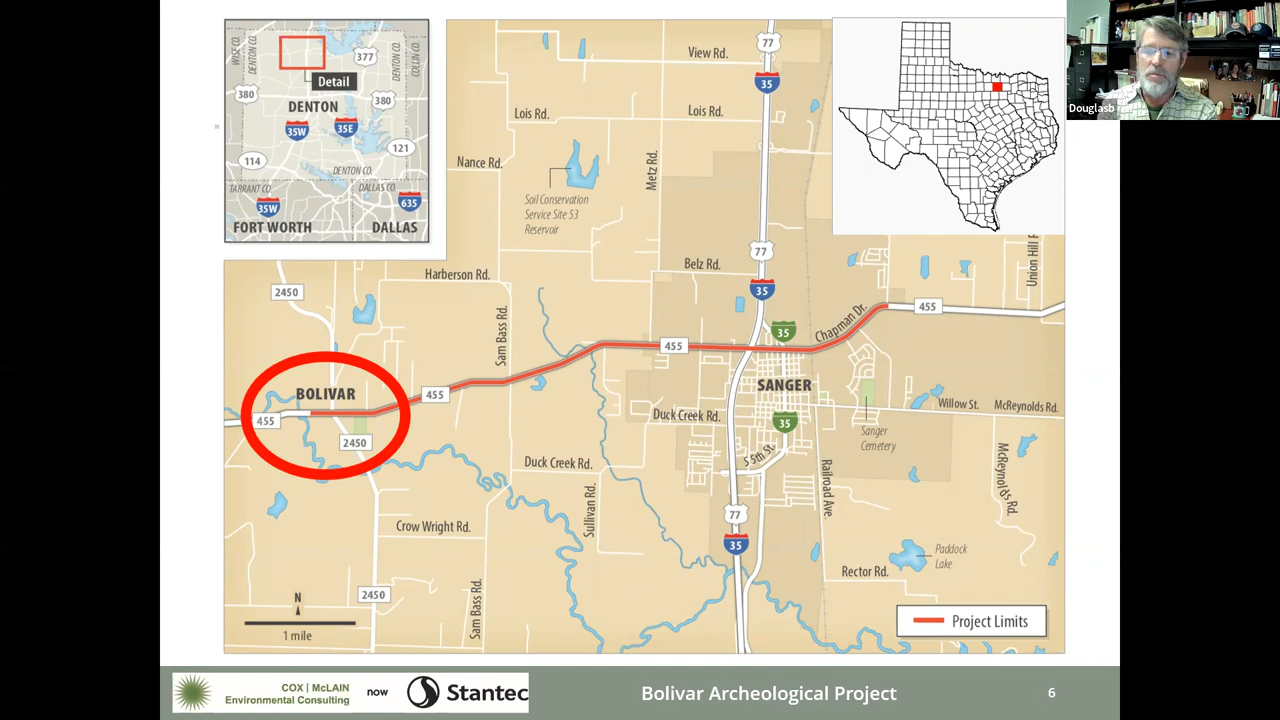 WISE CO.
DENTON CO.
DENTON CO.
COLLIN CO.
377
Detail
380
DENTON
380
35W
35E
114
121
DENTON CO.
TARRANT CO.
DALLAS CO.
35W
635
FORT WORTH
DALLAS
77
View Rd.
35
Lois Rd.
Lois Rd.
Nance Rd.
Metz Rd.
Soil Conservation
Service Site 53
Reservoir
77
Belz Rd.
Harberson Rd.
35
2450
Union Hill
455
Sam Bass Rd.
Chapman Dr.
35
455
BOLIVAR
SANGER
455
455
Willow St.
McReynolds Rd.
Duck Creek Rd.
35
2450
Sanger
Cemetery
S 5th St.
Duck Creek Rd.
Railroad Ave.
McReynolds Rd.
Sullivan Rd.
77
Crow Wright Rd.
35
Paddock
Lake
Rector Rd.
2450
Sam Bass Rd.
N
1 mile
Project Limits
Douglasb
COX | McLAIN
Environmental Consulting
now
Stantec
Bolivar Archeological Project
6